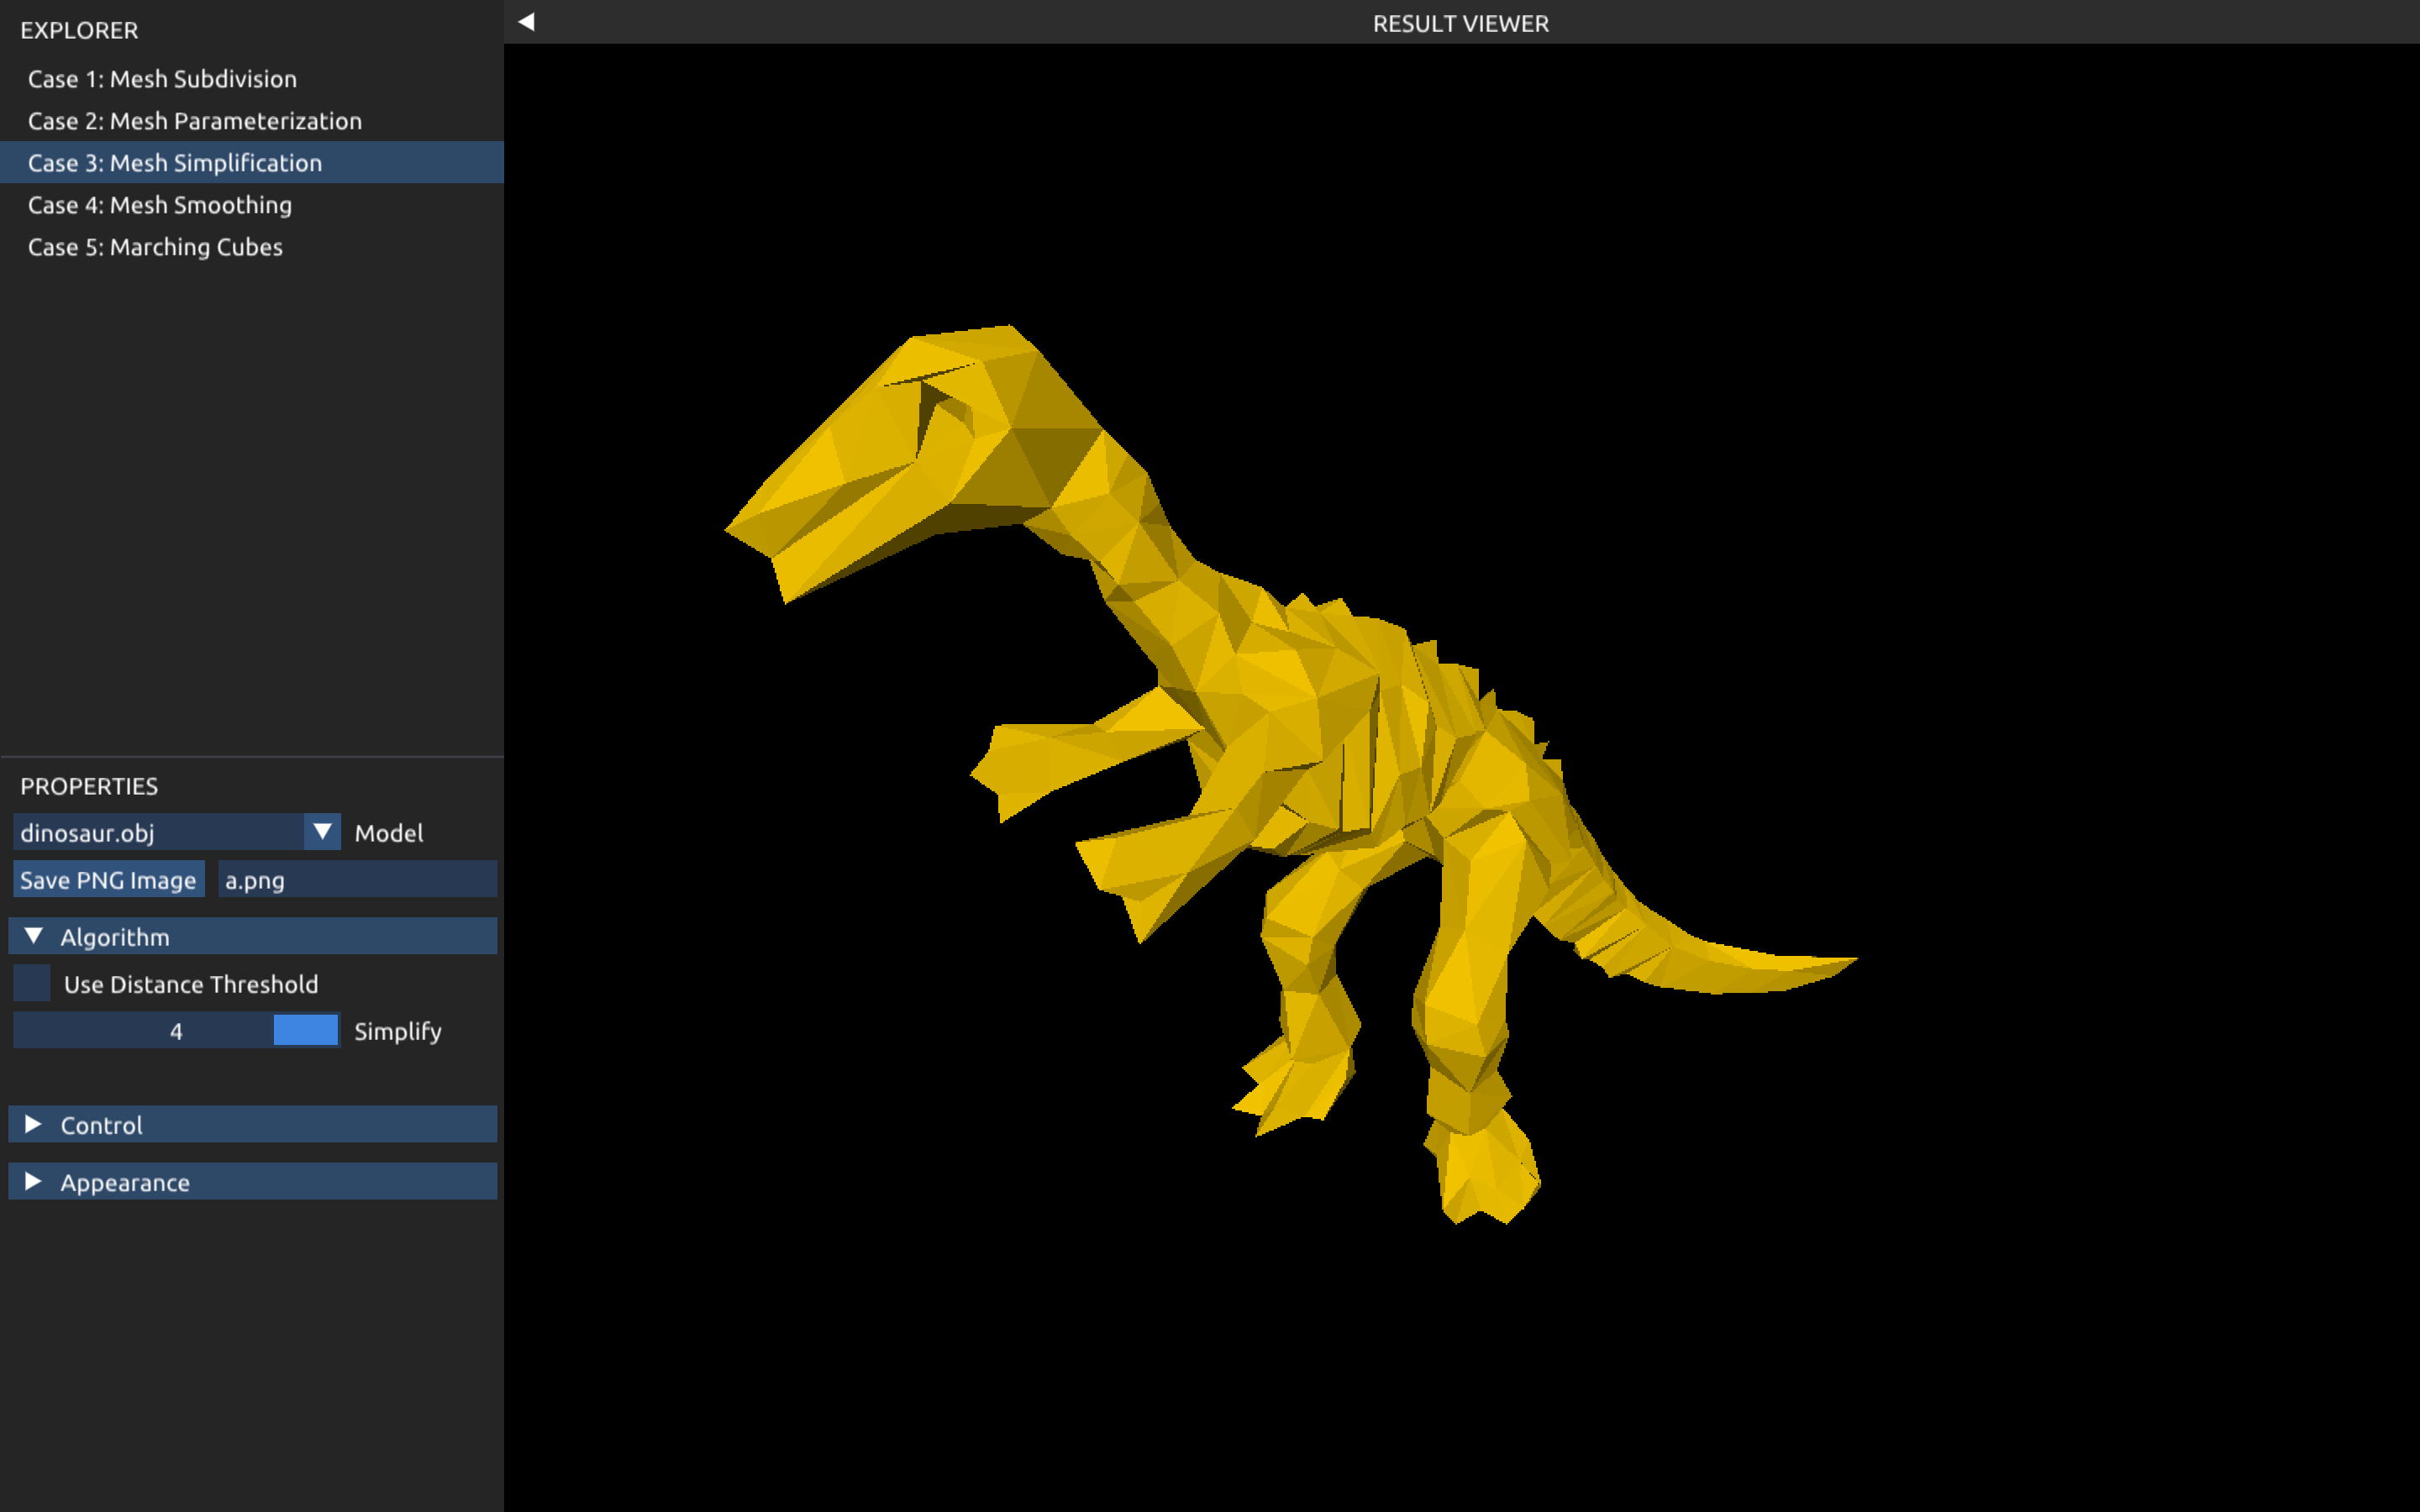 EXPLORER
Case 1: Mesh Subdivision
Case 2: Mesh Parameterization
Case 3: Mesh Simplification
Case 4: Mesh Smoothing
Case 5: Marching Cubes
PROPERTIES
dinosaur.obj Model
Save PNG Image a.png
Algorithm
Use Distance Threshold
4 Simplify
Control
Appearance
RESULT VIEWER